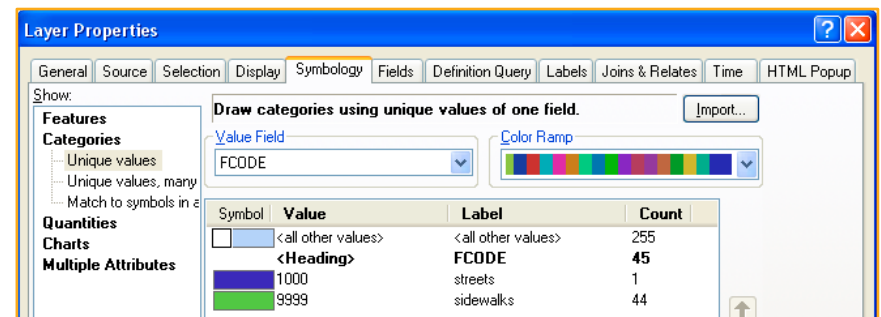 Layer Properties
General Source Selection Display Symbology Fields Definition Query Labels Joins & Relates Time HTML Popup
Show:
Features
Categories
Unique values
Unique values, many
Match to symbols in a
Quantities
Charts
Multiple Attributes
Draw categories using unique values of one field.
Import...
Value Field
FCODE
Color Ramp
Symbol Value Label Count
<all other values> <all other values> 255
<Heading> FCODE 45
1000 streets 1
9999 sidewalks 44